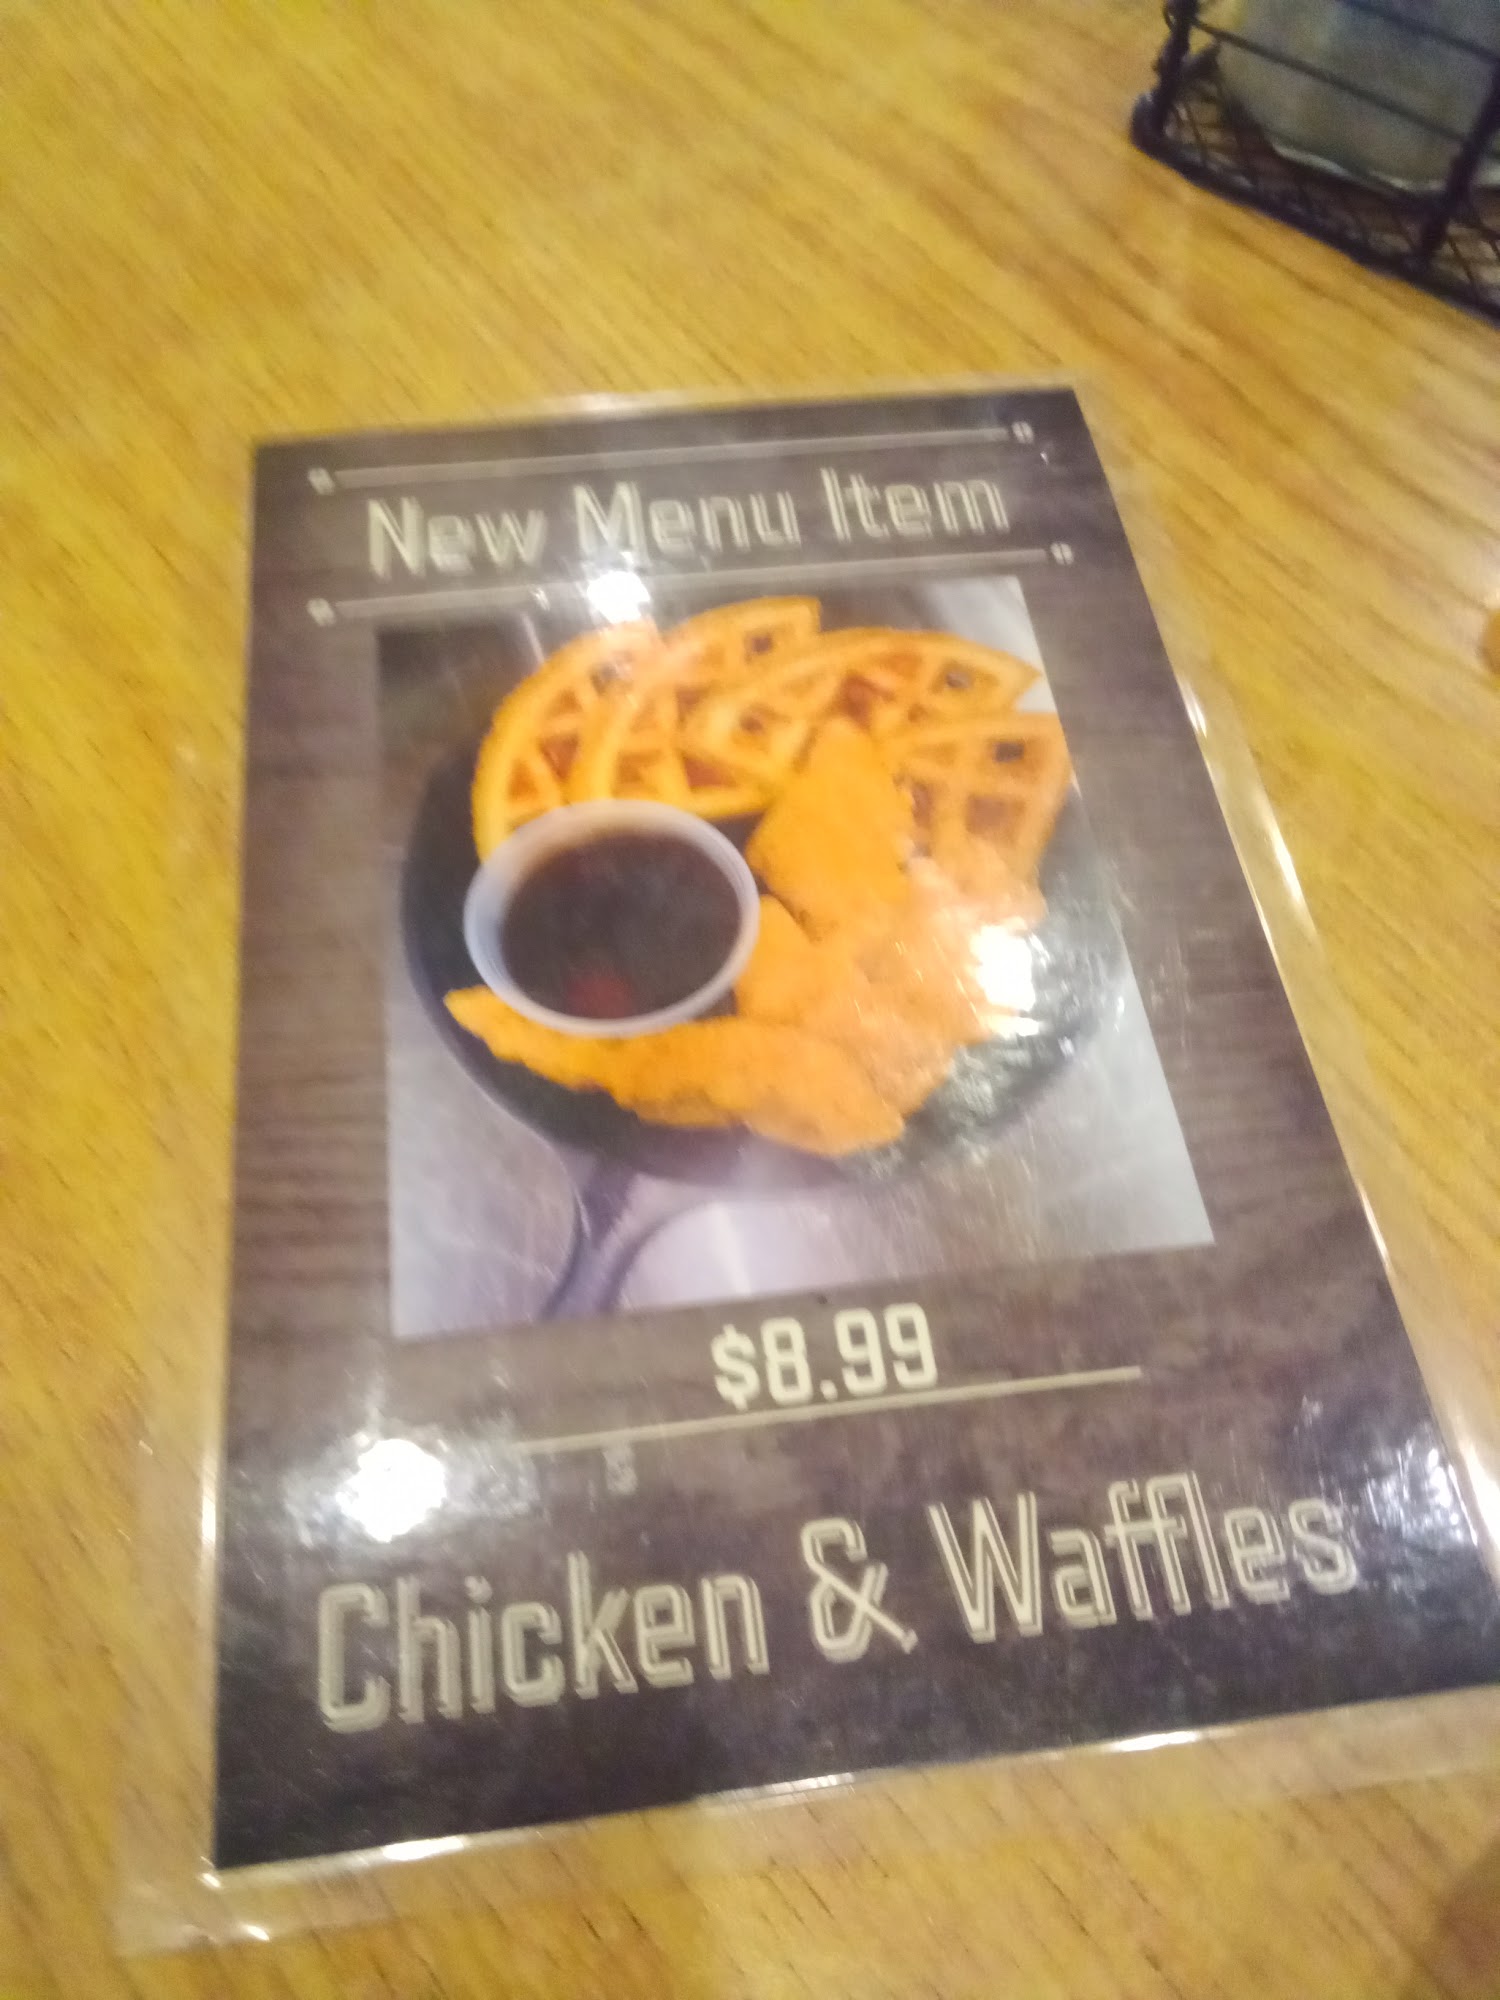 New Menu Item
$8.99
Chicken & Waffles